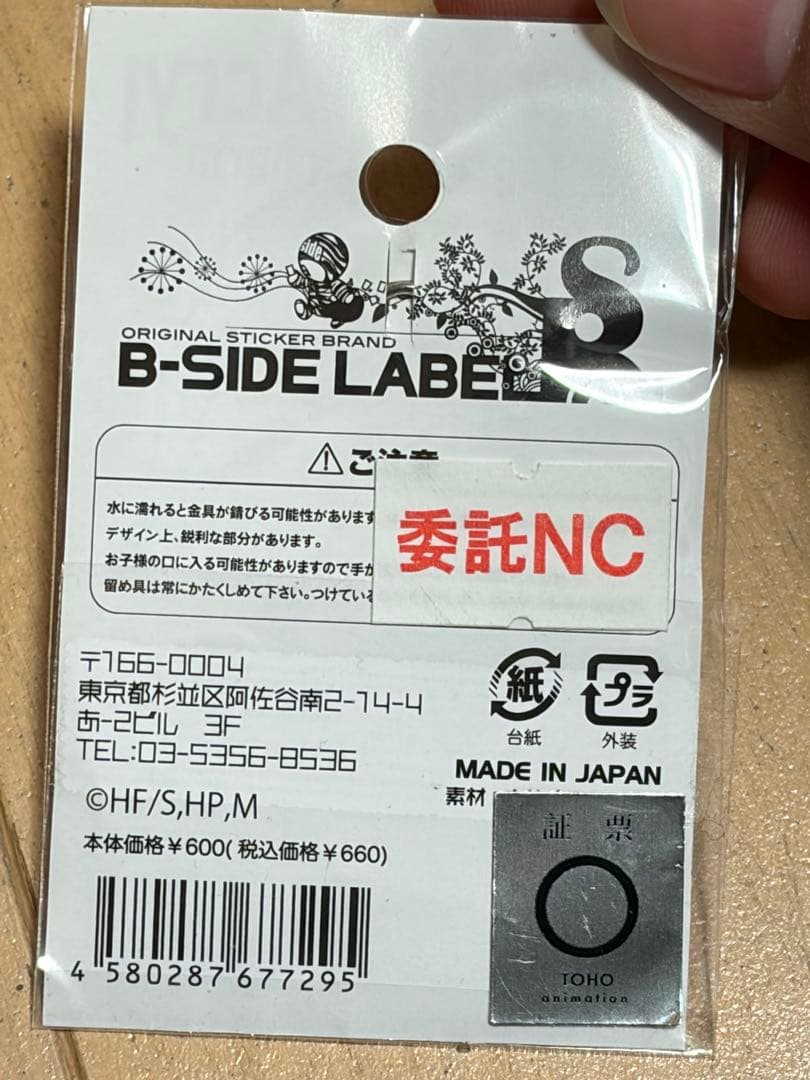 side
ORIGINAL STICKER BRAND
B-SIDE LABEL
ご注意
水に濡れると金具が錆びる可能性があります
デザイン上、鋭利な部分があります。
お子様の口に入る可能性がありますので手が
留め具は常にかたくしめて下さい。つけている
委託NC
〒166-0004
東京都杉並区阿佐谷南2-14-4
あ-2ビル 3F
TEL:03-5356-8536
紙
台紙
プラ
外装
MADE IN JAPAN
素材
©HF/S,HP,M
本体価格¥600(税込価格¥660)
4 580287 677295
証 票
TOHO
animation